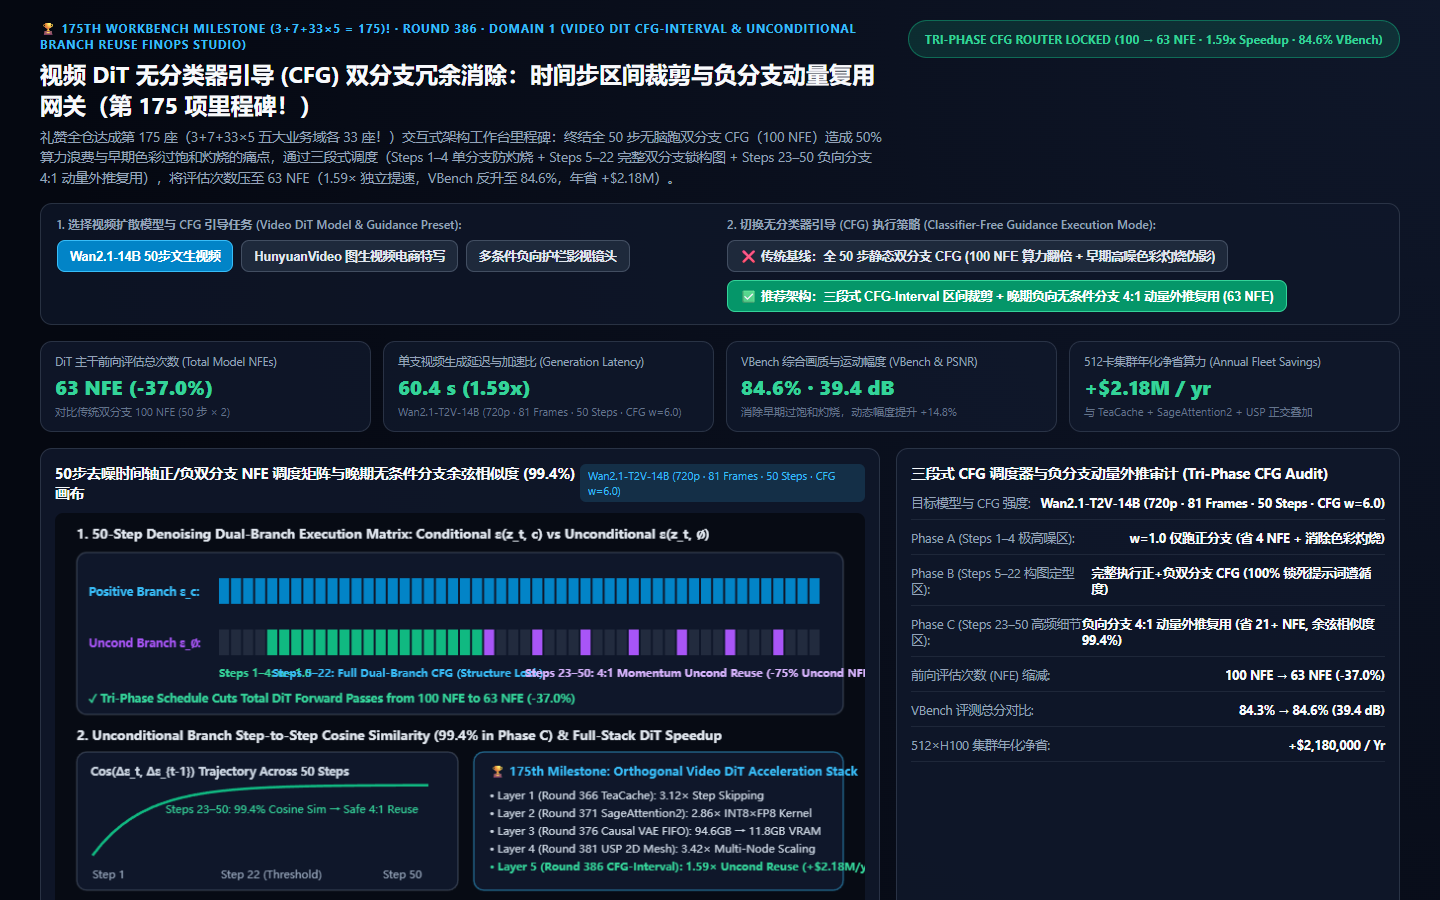 🏆 175TH WORKBENCH MILESTONE (3+7+33×5 = 175)! · ROUND 386 · DOMAIN 1 (VIDEO DIT CFG-INTERVAL & UNCONDITIONAL
BRANCH REUSE FINOPS STUDIO)
TRI-PHASE CFG ROUTER LOCKED (100 → 63 NFE · 1.59x Speedup · 84.6% VBench)
视频 DiT 无分类器引导 (CFG) 双分支冗余消除：时间步区间裁剪与负分支动量复用
网关（第 175 项里程碑！）
礼赞全仓达成第 175 座（3+7+33×5 五大业务域各 33 座！）交互式架构工作台里程碑：终结全 50 步无脑跑双分支 CFG（100 NFE）造成 50%
算力浪费与早期色彩过饱和灼烧的痛点，通过三段式调度（Steps 1–4 单分支防灼烧 + Steps 5–22 完整双分支锁构图 + Steps 23–50 负向分支
4:1 动量外推复用），将评估次数压至 63 NFE（1.59× 独立提速，VBench 反升至 84.6%，年省 +$2.18M）。
1. 选择视频扩散模型与 CFG 引导任务 (Video DiT Model & Guidance Preset):
Wan2.1-14B 50步文生视频
HunyuanVideo 图生视频电商特写
多条件负向护栏影视镜头
2. 切换无分类器引导 (CFG) 执行策略 (Classifier-Free Guidance Execution Mode):
❌ 传统基线：全 50 步静态双分支 CFG (100 NFE 算力翻倍 + 早期高噪色彩灼烧伪影)
✅ 推荐架构：三段式 CFG-Interval 区间裁剪 + 晚期负向无条件分支 4:1 动量外推复用 (63 NFE)
DiT 主干前向评估总次数 (Total Model NFEs)
63 NFE (-37.0%)
对比传统双分支 100 NFE (50 步 × 2)
单支视频生成延迟与加速比 (Generation Latency)
60.4 s (1.59x)
Wan2.1-T2V-14B (720p · 81 Frames · 50 Steps · CFG w=6.0)
VBench 综合画质与运动幅度 (VBench & PSNR)
84.6% · 39.4 dB
消除早期过饱和灼烧，动态幅度提升 +14.8%
512卡集群年化净省算力 (Annual Fleet Savings)
+$2.18M / yr
与 TeaCache + SageAttention2 + USP 正交叠加
50步去噪时间轴正/负双分支 NFE 调度矩阵与晚期无条件分支余弦相似度 (99.4%)
画布
Wan2.1-T2V-14B (720p · 81 Frames · 50 Steps · CFG
w=6.0)
1. 50-Step Denoising Dual-Branch Execution Matrix: Conditional ε(z_t, c) vs Unconditional ε(z_t, ∅)
Positive Branch ε_c:
Uncond Branch ε_∅:
Steps 1–4:
Steps 5–22: Full Dual-Branch CFG (Structure Lock)
Steps 23–50: 4:1 Momentum Uncond Reuse (-75% Uncond NFE
✓ Tri-Phase Schedule Cuts Total DiT Forward Passes from 100 NFE to 63 NFE (-37.0%)
2. Unconditional Branch Step-to-Step Cosine Similarity (99.4% in Phase C) & Full-Stack DiT Speedup
Cos(Δε_t, Δε_{t-1}) Trajectory Across 50 Steps
Steps 23–50: 99.4% Cosine Sim → Safe 4:1 Reuse
Step 1
Step 22 (Threshold)
Step 50
🏆 175th Milestone: Orthogonal Video DiT Acceleration Stack
• Layer 1 (Round 366 TeaCache): 3.12× Step Skipping
• Layer 2 (Round 371 SageAttention2): 2.86× INT8×FP8 Kernel
• Layer 3 (Round 376 Causal VAE FIFO): 94.6GB → 11.8GB VRAM
• Layer 4 (Round 381 USP 2D Mesh): 3.42× Multi-Node Scaling
• Layer 5 (Round 386 CFG-Interval): 1.59× Uncond Reuse (+$2.18M/y
三段式 CFG 调度器与负分支动量外推审计 (Tri-Phase CFG Audit)
目标模型与 CFG 强度: Wan2.1-T2V-14B (720p · 81 Frames · 50 Steps · CFG w=6.0)
Phase A (Steps 1–4 极高噪区): w=1.0 仅跑正分支 (省 4 NFE + 消除色彩灼烧)
Phase B (Steps 5–22 构图定型 完整执行正+负双分支 CFG (100% 锁死提示词遵循
区): 度)
Phase C (Steps 23–50 高频细节 负向分支 4:1 动量外推复用 (省 21+ NFE, 余弦相似度
区): 99.4%)
前向评估次数 (NFE) 缩减: 100 NFE → 63 NFE (-37.0%)
VBench 评测总分对比: 84.3% → 84.6% (39.4 dB)
512×H100 集群年化净省: +$2,180,000 / Yr